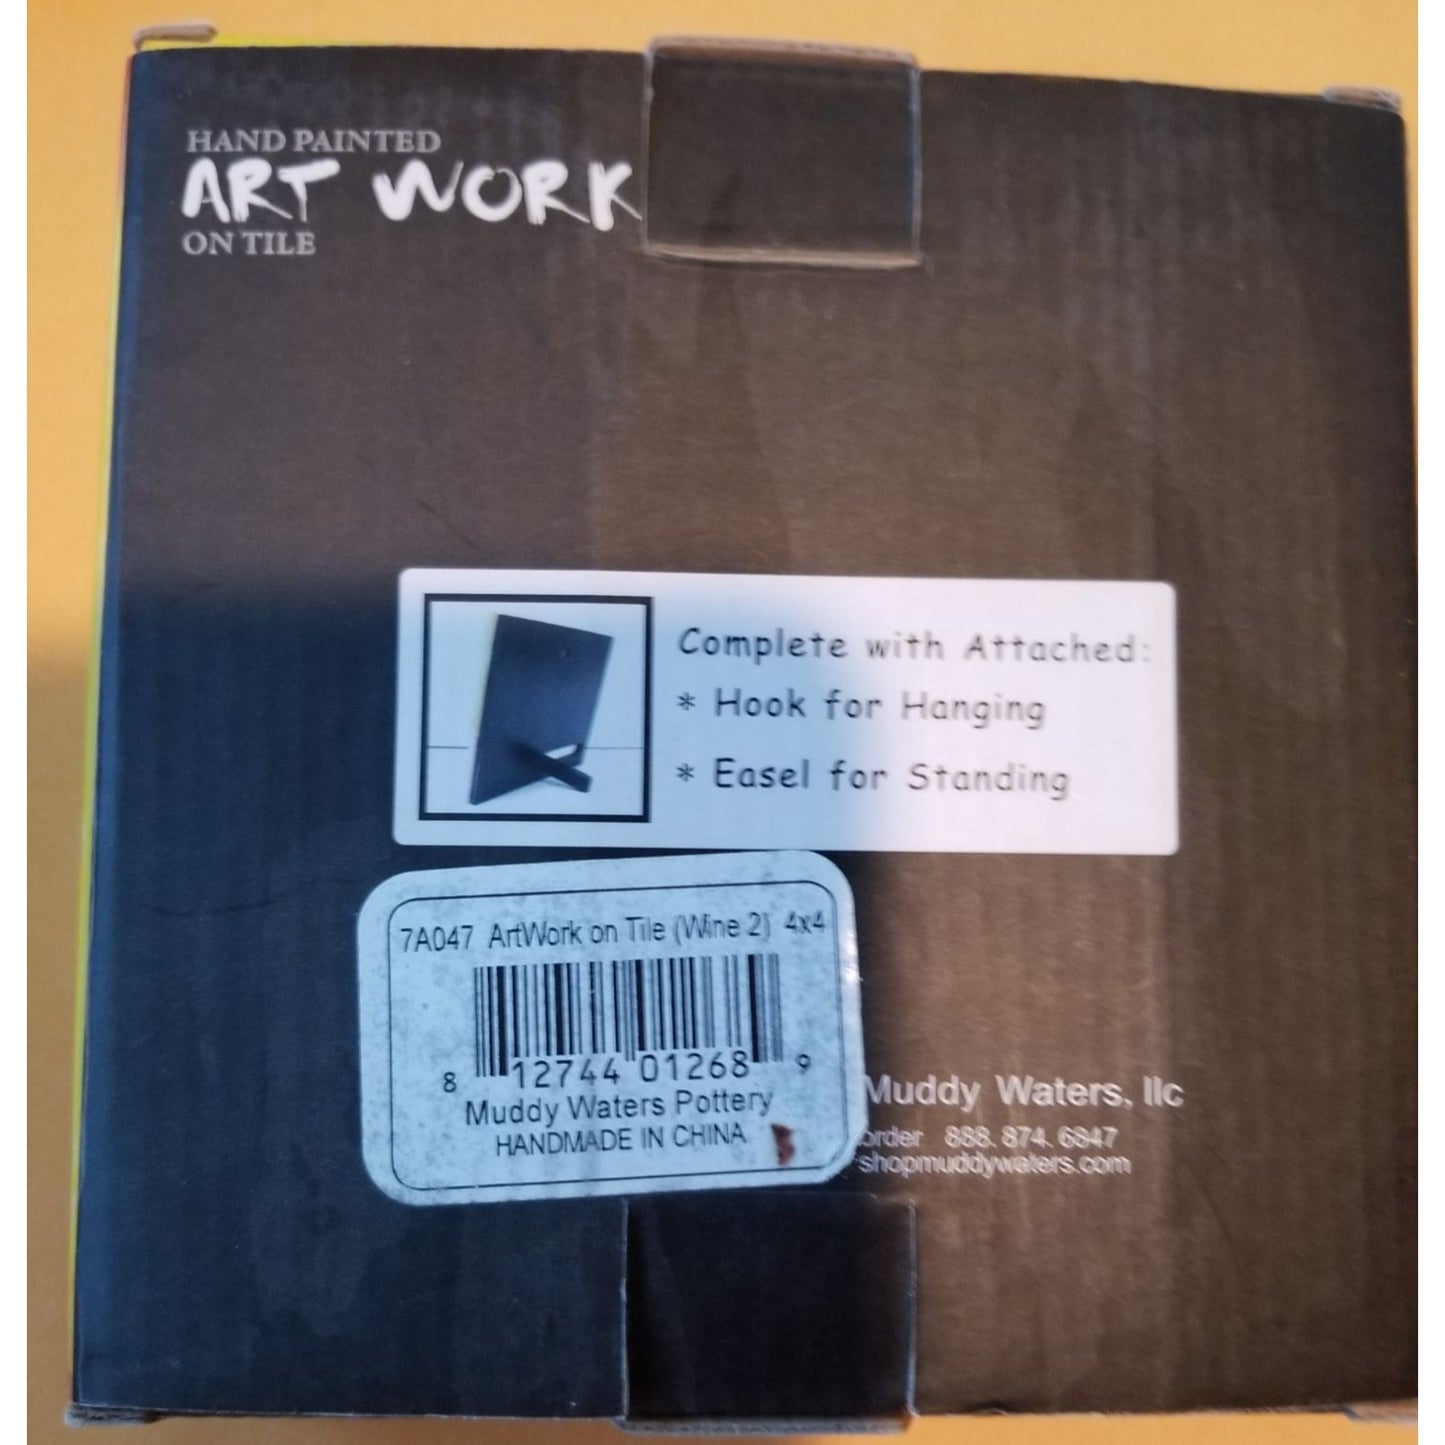 HAND PAINTED
ART WORK
ON TILE
Complete with Attached:
* Hook for Hanging
* Easel for Standing
7A047 ArtWork on Tile (Wine 2) 4x4
8 12744 01268 9
Muddy Waters Pottery
HANDMADE IN CHINA
Muddy Waters, llc
order 888. 874. 6847
shopmuddywaters.com